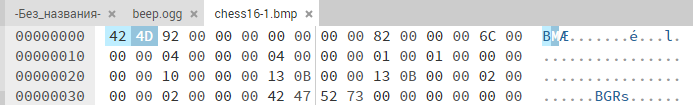 -Без_названия- × beep.ogg × chess16-1.bmp ×
00000000 42 4D 92 00 00 00 00 00 00 00 82 00 00 00 6C 00 BMÆ.......é...l.
00000010 00 00 04 00 00 00 04 00 00 00 01 00 01 00 00 00 ................
00000020 00 00 10 00 00 00 13 0B 00 00 13 0B 00 00 02 00 ................
00000030 00 00 02 00 00 00 42 47 52 73 00 00 00 00 00 00 ......BGRs......